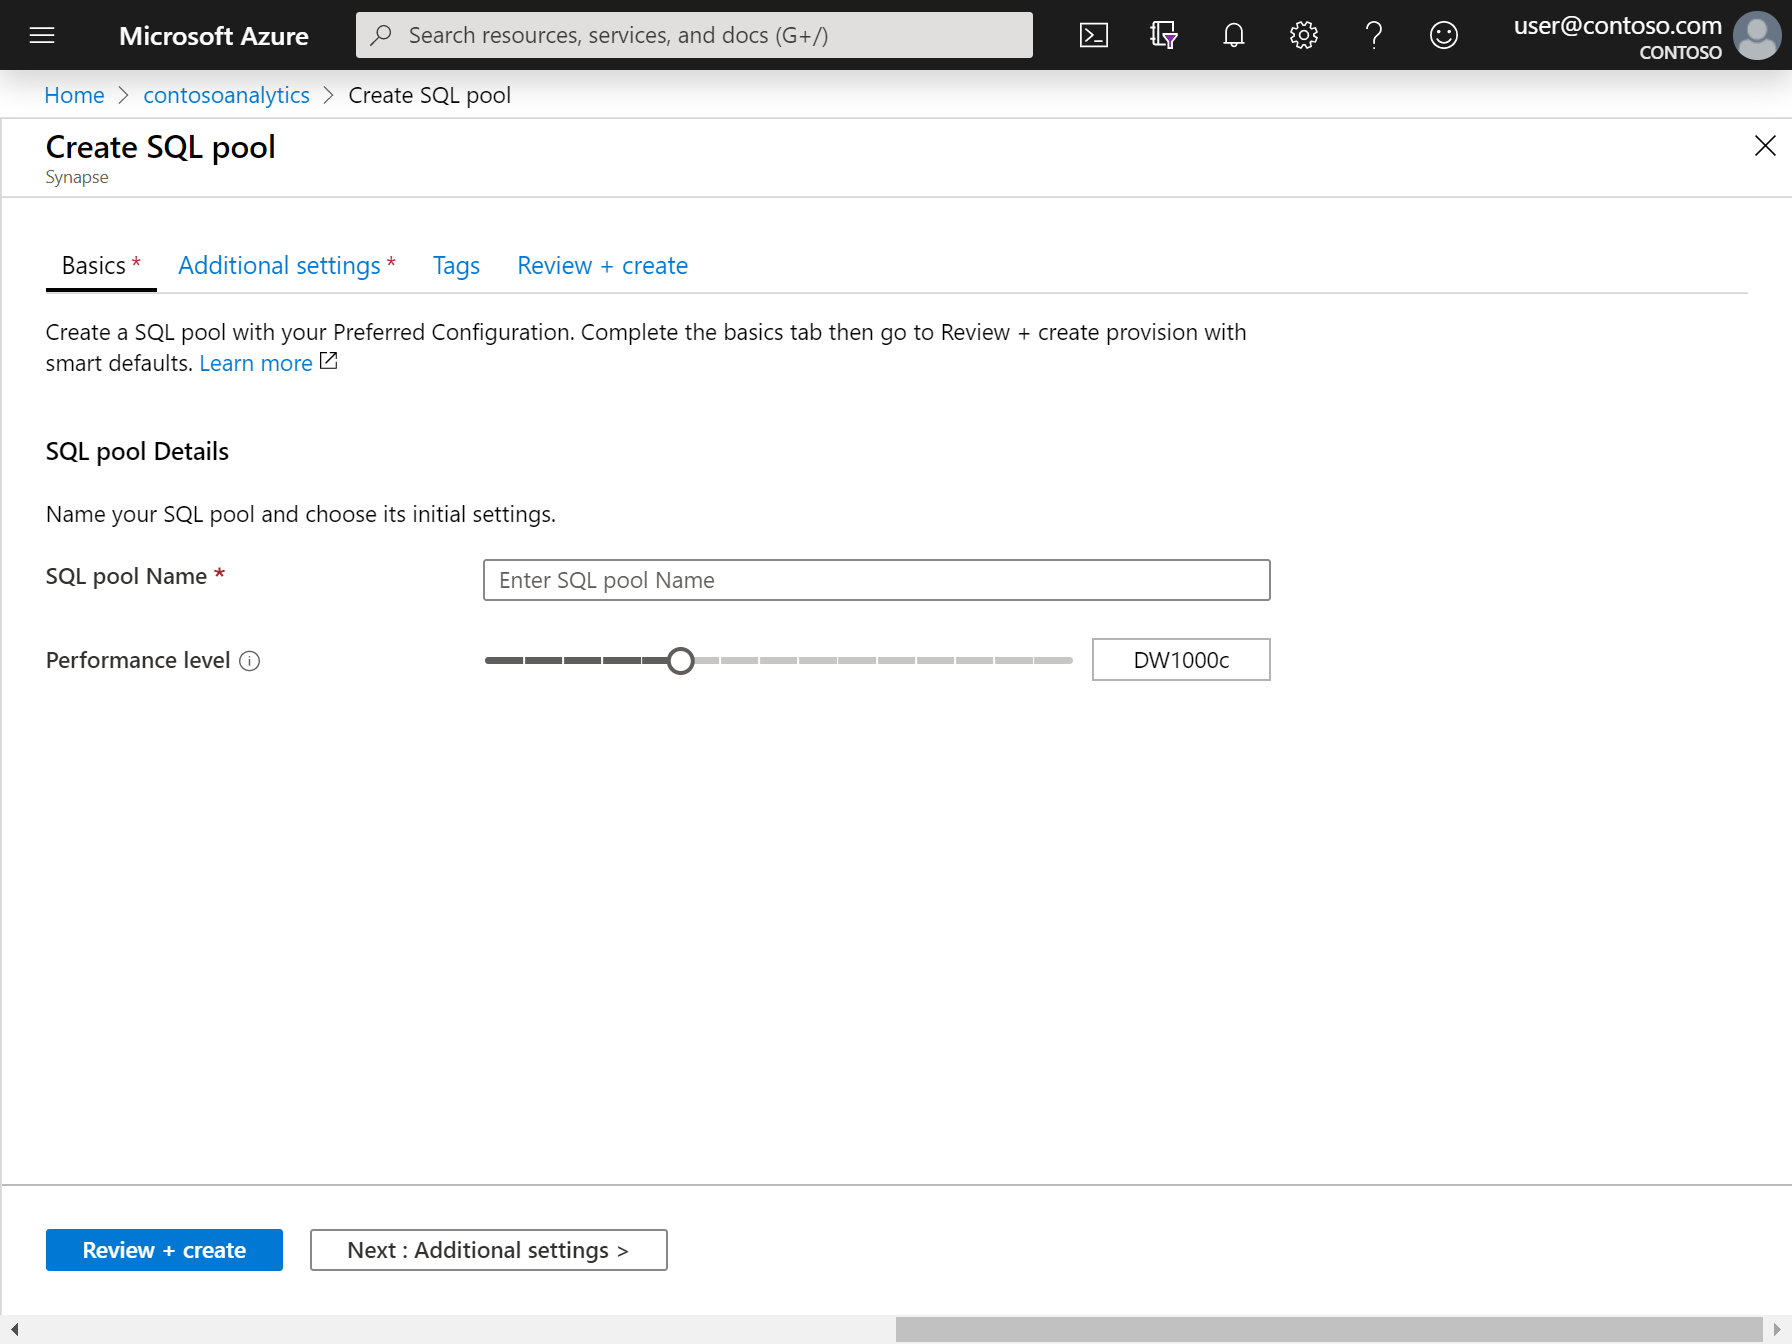 Microsoft Azure
Search resources, services, and docs (G+/)
user@contoso.com
CONTOSO
Home > contosoanalytics > Create SQL pool
Create SQL pool
Synapse
Basics * Additional settings * Tags Review + create
Create a SQL pool with your Preferred Configuration. Complete the basics tab then go to Review + create provision with
smart defaults. Learn more
SQL pool Details
Name your SQL pool and choose its initial settings.
SQL pool Name *
Enter SQL pool Name
Performance level
DW1000c
Review + create
Next : Additional settings >